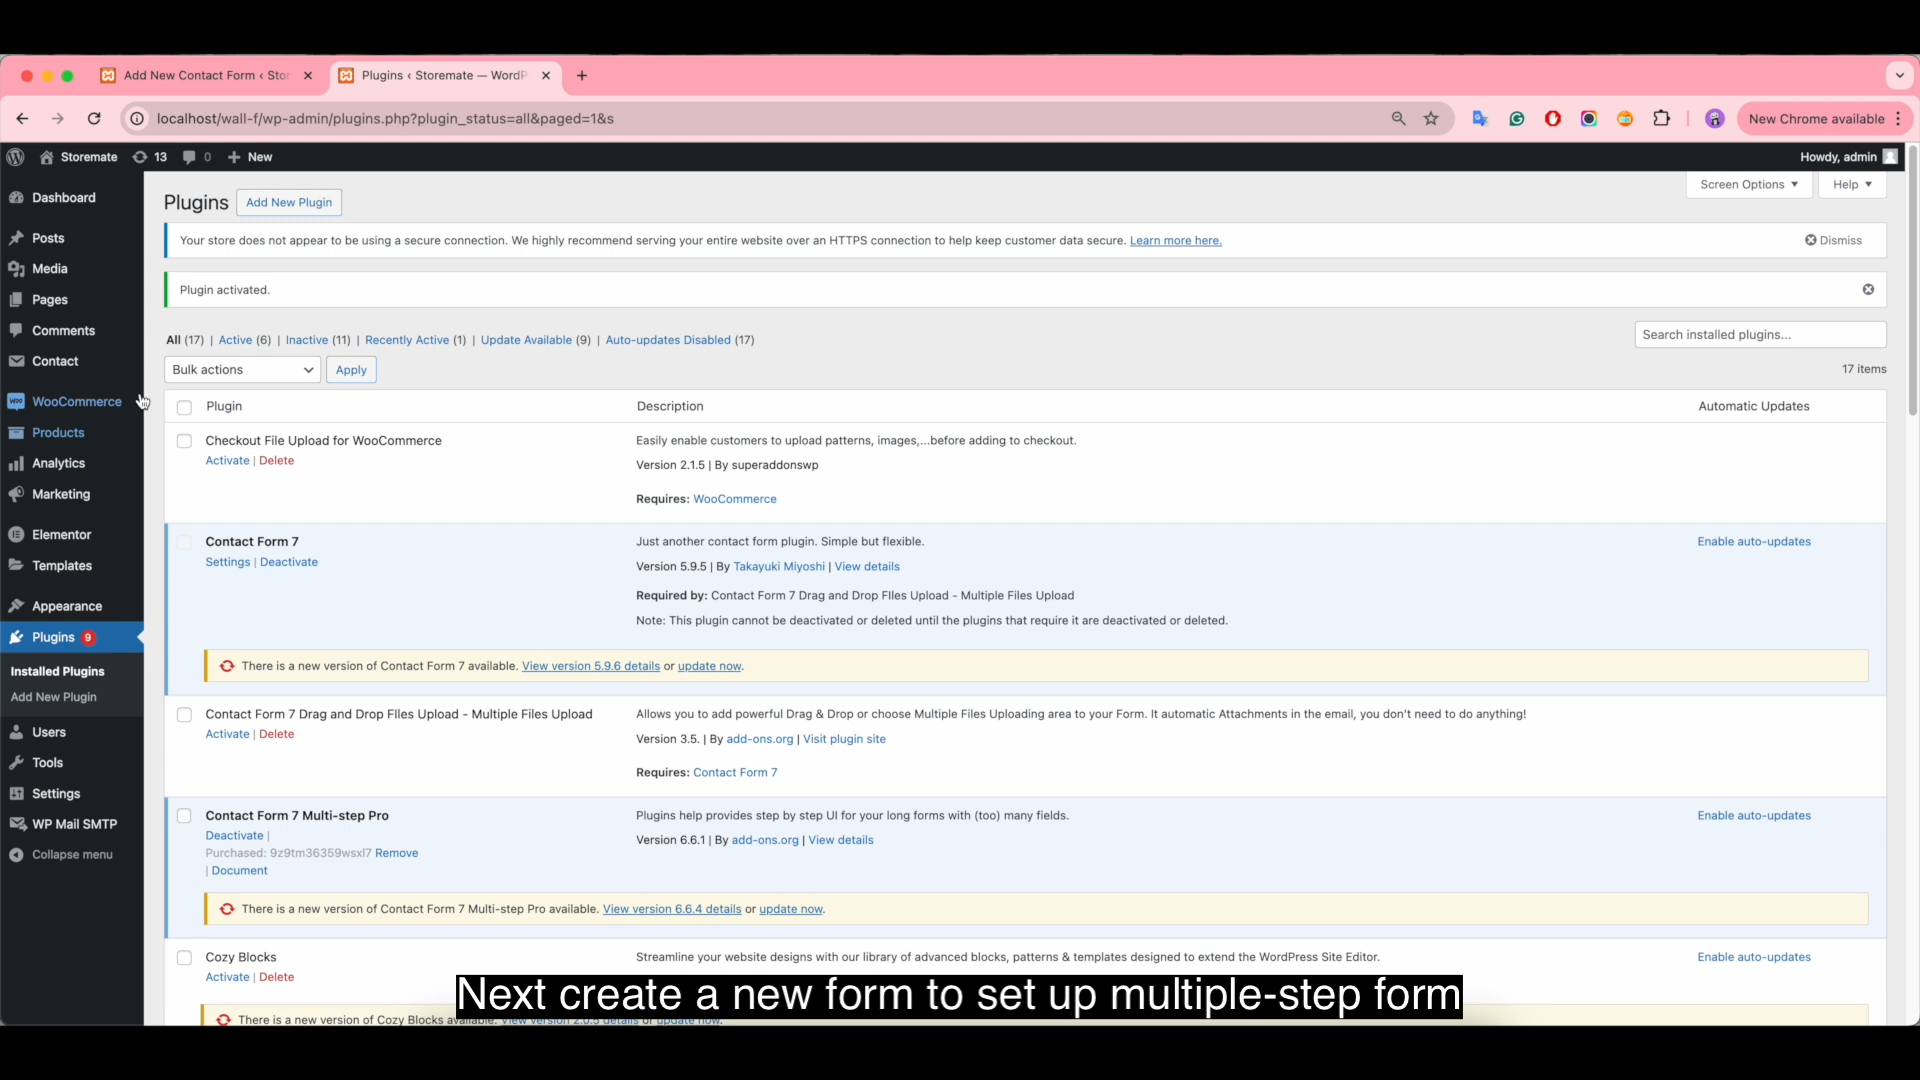 Add New Contact Form ‹ Stor
Plugins ‹ Storemate — WordP
localhost/wall-f/wp-admin/plugins.php?plugin_status=all&paged=1&s
New Chrome available
Storemate
13
0
New
Howdy, admin
Dashboard
Posts
Media
Pages
Comments
Contact
WooCommerce
Products
Analytics
Marketing
Elementor
Templates
Appearance
Plugins 9
Installed Plugins
Add New Plugin
Users
Tools
Settings
WP Mail SMTP
Collapse menu
Plugins
Add New Plugin
Screen Options
Help
Your store does not appear to be using a secure connection. We highly recommend serving your entire website over an HTTPS connection to help keep customer data secure. Learn more here.
Dismiss
Plugin activated.
All (17) | Active (6) | Inactive (11) | Recently Active (1) | Update Available (9) | Auto-updates Disabled (17)
Search installed plugins...
Bulk actions
Apply
17 items
Plugin
Description
Automatic Updates
Checkout File Upload for WooCommerce
Activate | Delete
Easily enable customers to upload patterns, images,...before adding to checkout.
Version 2.1.5 | By superaddonswp
Requires: WooCommerce
Contact Form 7
Settings | Deactivate
Just another contact form plugin. Simple but flexible.
Version 5.9.5 | By Takayuki Miyoshi | View details
Required by: Contact Form 7 Drag and Drop FIles Upload - Multiple Files Upload
Note: This plugin cannot be deactivated or deleted until the plugins that require it are deactivated or deleted.
Enable auto-updates
There is a new version of Contact Form 7 available. View version 5.9.6 details or update now.
Contact Form 7 Drag and Drop FIles Upload - Multiple Files Upload
Activate | Delete
Allows you to add powerful Drag & Drop or choose Multiple Files Uploading area to your Form. It automatic Attachments in the email, you don't need to do anything!
Version 3.5. | By add-ons.org | Visit plugin site
Requires: Contact Form 7
Contact Form 7 Multi-step Pro
Deactivate |
Purchased: 9z9tm36359wsxl7 Remove
| Document
Plugins help provides step by step UI for your long forms with (too) many fields.
Version 6.6.1 | By add-ons.org | View details
Enable auto-updates
There is a new version of Contact Form 7 Multi-step Pro available. View version 6.6.4 details or update now.
Cozy Blocks
Activate | Delete
Streamline your website designs with our library of advanced blocks, patterns & templates designed to extend the WordPress Site Editor.
Enable auto-updates
Next create a new form to set up multiple-step form
There is a new version of Cozy Blocks available. View version 2.0.5 details or update now.